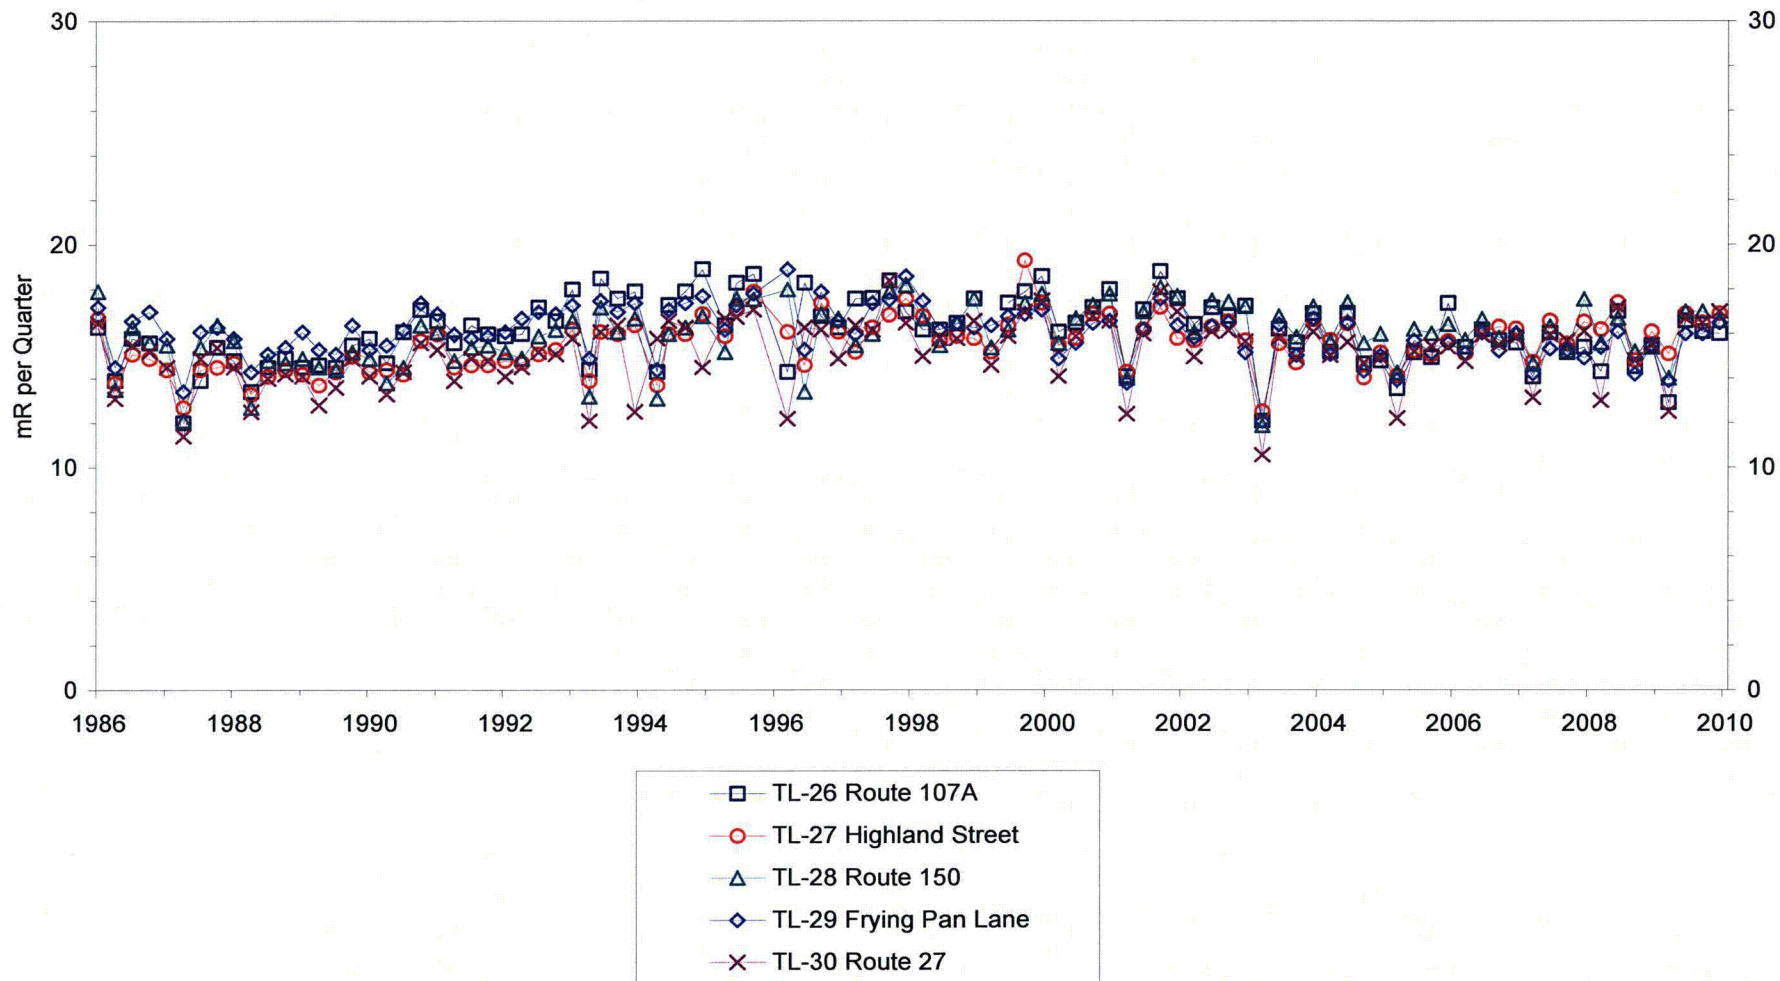 30
30
20
20
mR per Quarter
10
10
0
0
1986 1988 1990 1992 1994 1996 1998 2000 2002 2004 2006 2008 2010
TL-26 Route 107A
TL-27 Highland Street
TL-28 Route 150
TL-29 Frying Pan Lane
TL-30 Route 27